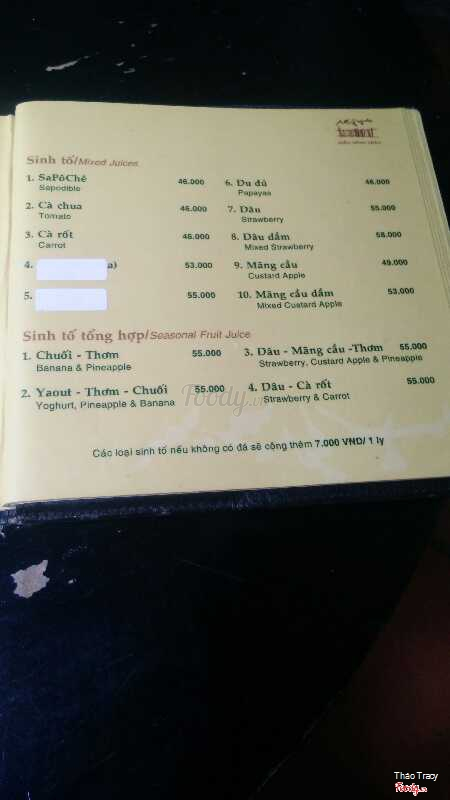 Sinh tố/Mixed Juices
1. SaPôChê 46.000
Sapodible
2. Cà chua 46.000
Tomato
3. Cà rốt 46.000
Carrot
4. a) 53.000
5. 55.000
6. Đu đủ 46.000
Papayas
7. Dâu 55.000
Strawberry
8. Dâu dầm 58.000
Mixed Strawberry
9. Mãng cầu 49.000
Custard Apple
10. Mãng cầu dầm 53.000
Mixed Custard Apple
Sinh tố tổng hợp/Seasonal Fruit Juice
1. Chuối - Thơm 55.000
Banana & Pineapple
2. Yaout - Thơm - Chuối 55.000
Yoghurt, Pineapple & Banana
3. Dâu - Mãng cầu -Thơm 55.000
Strawberry, Custard Apple & Pineapple
4. Dâu - Cà rốt 55.000
Strawberry & Carrot
Foody.vn
Các loại sinh tố nếu không có đá sẽ cộng thêm 7.000 VND/ 1 ly
Thảo Tracy
Foody.vn